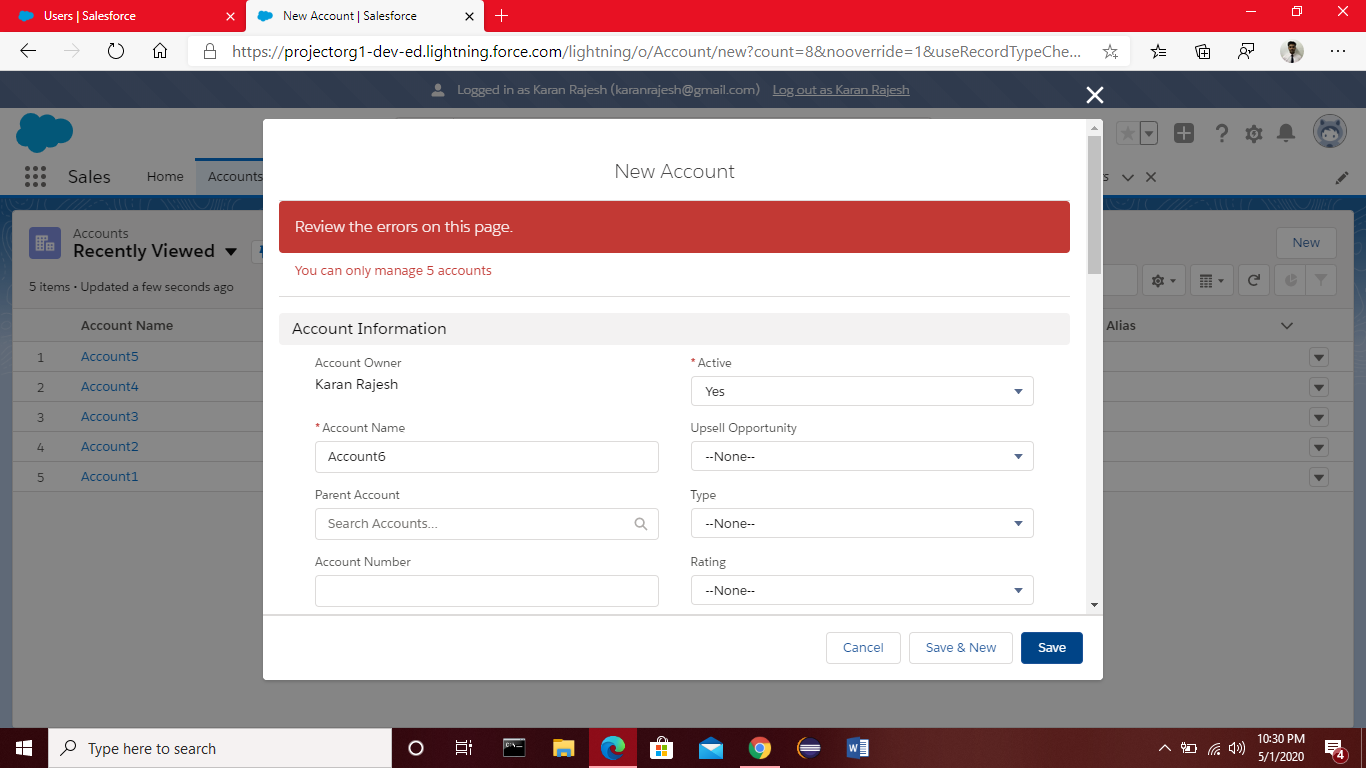 Users | Salesforce
New Account | Salesforce
https://projectorg1-dev-ed.lightning.force.com/lightning/o/Account/new?count=8&nooverride=1&useRecordTypeChe...
Logged in as Karan Rajesh (karanrajesh@gmail.com) Log out as Karan Rajesh
Sales
Home
Accounts
New Account
Review the errors on this page.
You can only manage 5 accounts
Accounts
Recently Viewed
New
5 items • Updated a few seconds ago
Account Name
Alias
1 Account5
2 Account4
3 Account3
4 Account2
5 Account1
Account Information
Account Owner
Karan Rajesh
* Active
Yes
* Account Name
Account6
Upsell Opportunity
--None--
Parent Account
Search Accounts...
Type
--None--
Account Number
Rating
--None--
Cancel
Save & New
Save
Type here to search
10:30 PM
5/1/2020
4